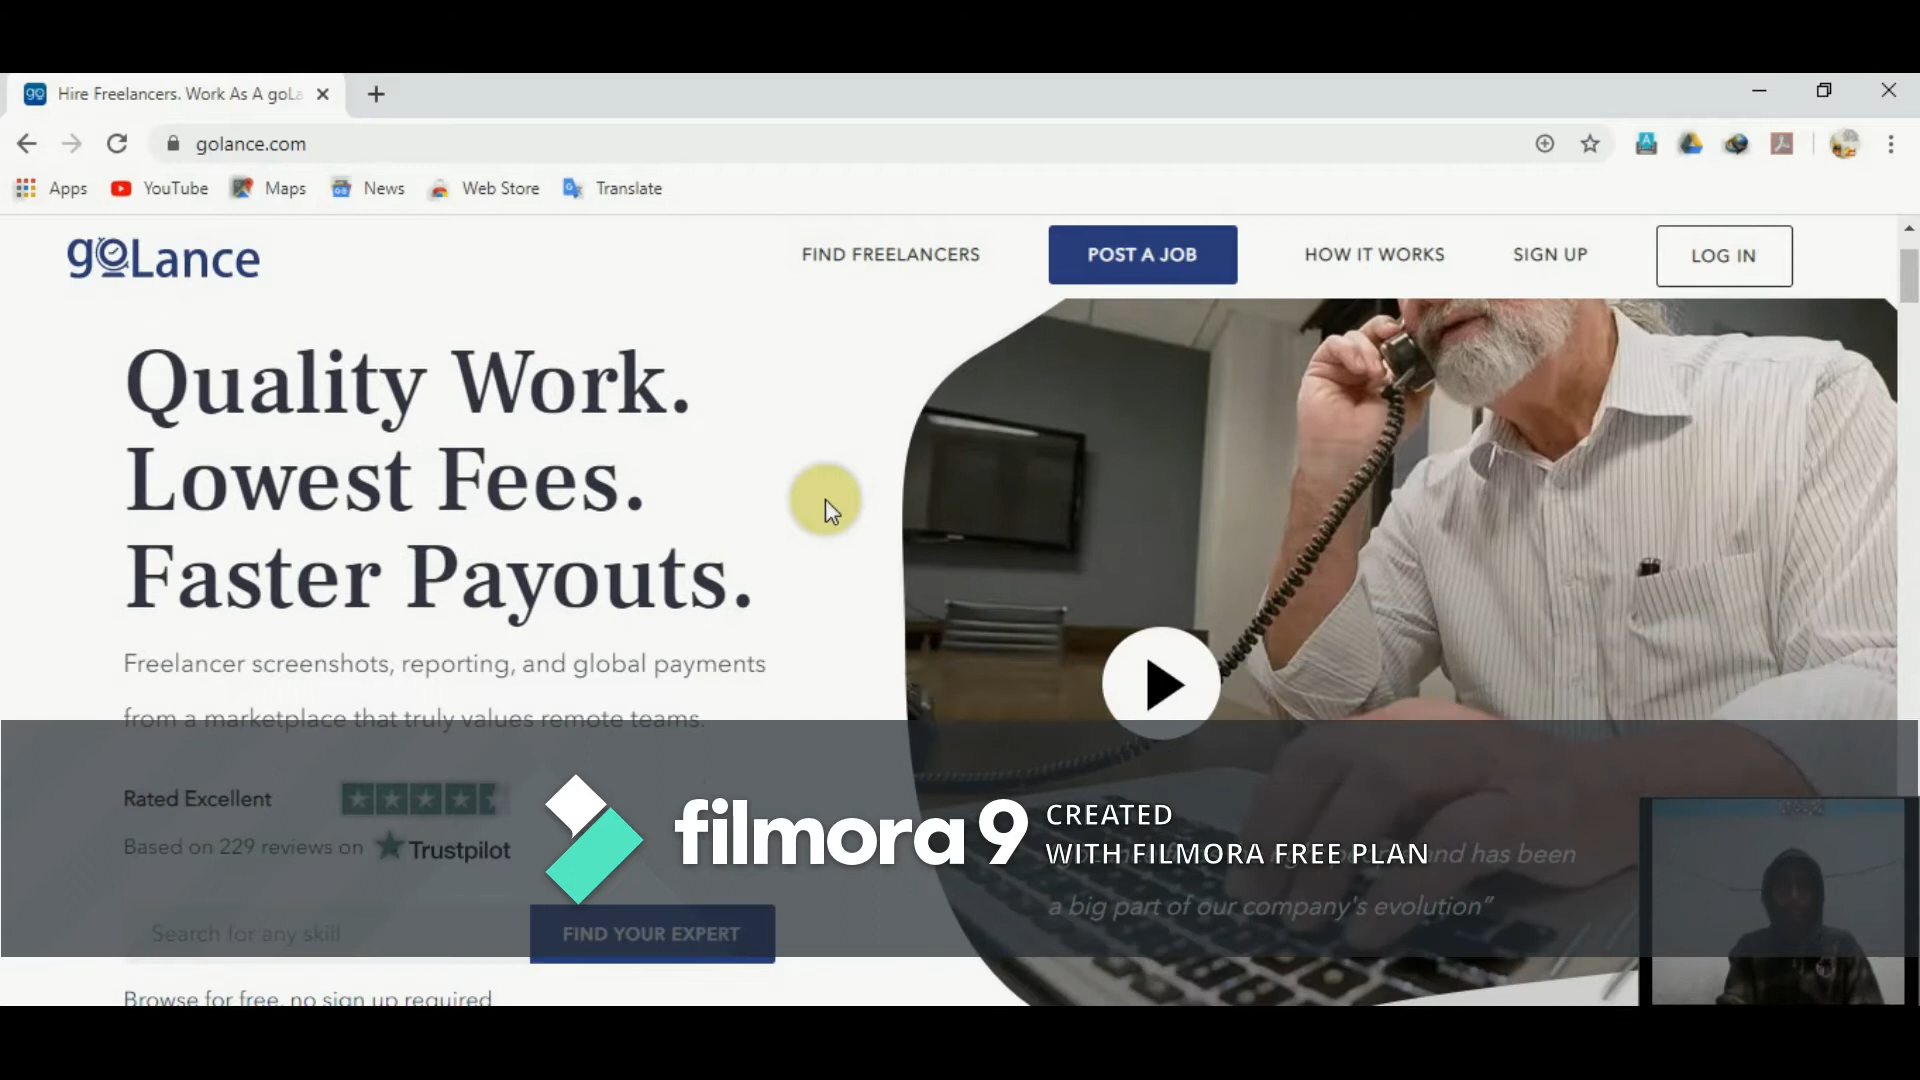 Hire Freelancers. Work As A goLa
golance.com
Apps YouTube Maps News Web Store Translate
goLance
FIND FREELANCERS POST A JOB HOW IT WORKS SIGN UP LOG IN
Quality Work.
Lowest Fees.
Faster Payouts.
Freelancer screenshots, reporting, and global payments
from a marketplace that truly values remote teams.
Rated Excellent
Based on 229 reviews on Trustpilot
Search for any skill FIND YOUR EXPERT
Browse for free, no sign up required
filmora9
CREATED
WITH FILMORA FREE PLAN
and has been
a big part of our company's evolution”